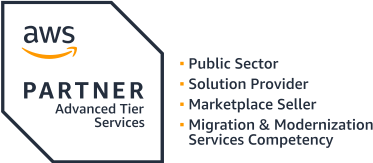 aws
PARTNER
Advanced Tier
Services
▪ Public Sector
▪ Solution Provider
▪ Marketplace Seller
▪ Migration & Modernization
Services Competency